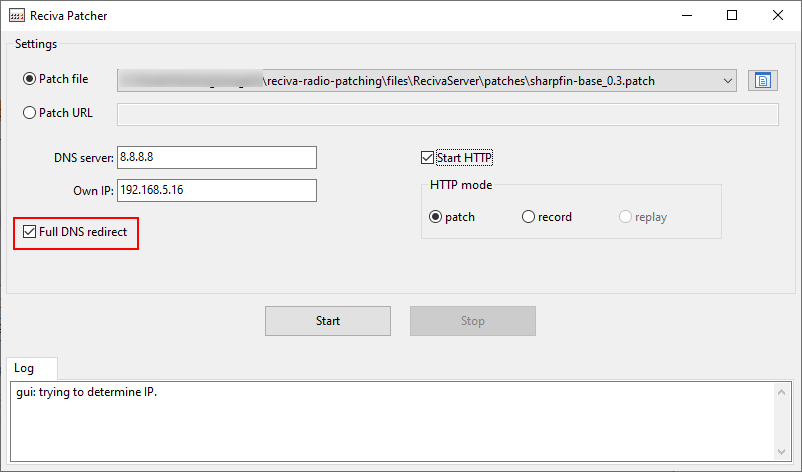 Reciva Patcher
Settings
Patch file
\reciva-radio-patching\files\RecivaServer\patches\sharpfin-base_0.3.patch
Patch URL
DNS server: 8.8.8.8
Start HTTP
Own IP: 192.168.5.16
HTTP mode
patch record replay
Full DNS redirect
Start Stop
Log
gui: trying to determine IP.